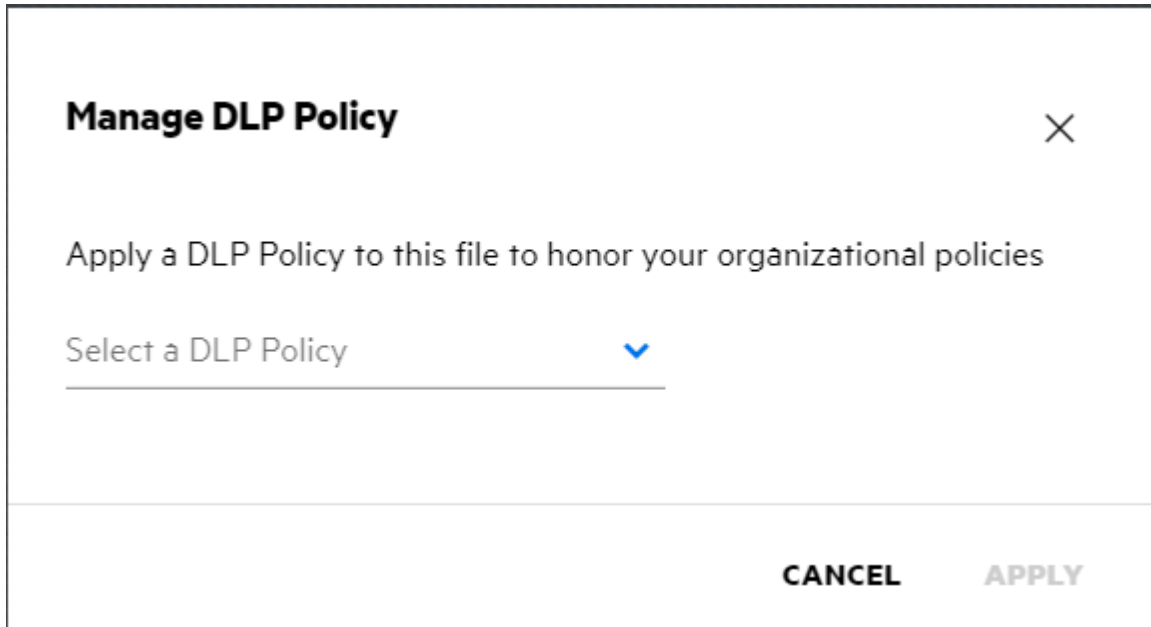 Manage DLP Policy
Apply a DLP Policy to this file to honor your organizational policies
Select a DLP Policy
CANCEL APPLY